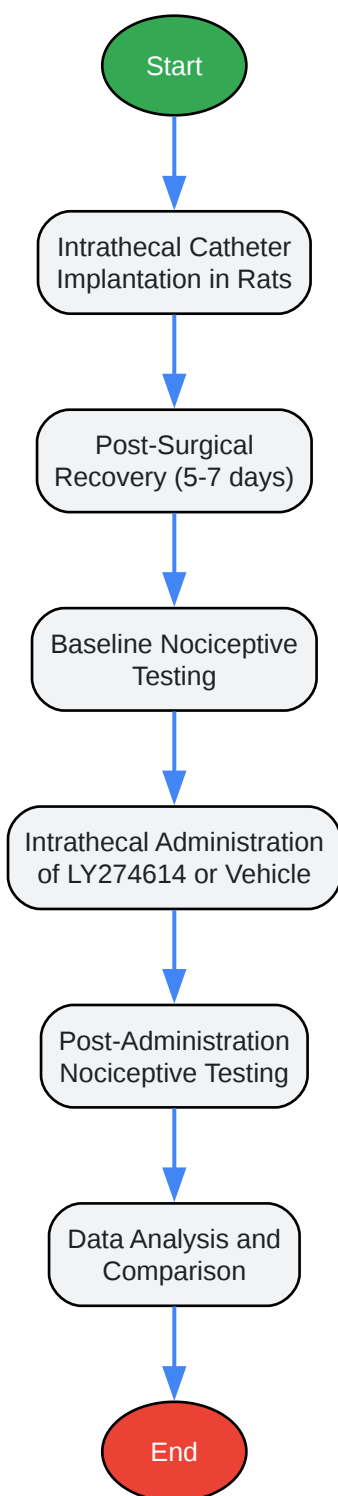 Start
Intrathecal Catheter
Implantation in Rats
Post-Surgical
Recovery (5-7 days)
Baseline Nociceptive
Testing
Intrathecal Administration
of LY274614 or Vehicle
Post-Administration
Nociceptive Testing
Data Analysis and
Comparison
End